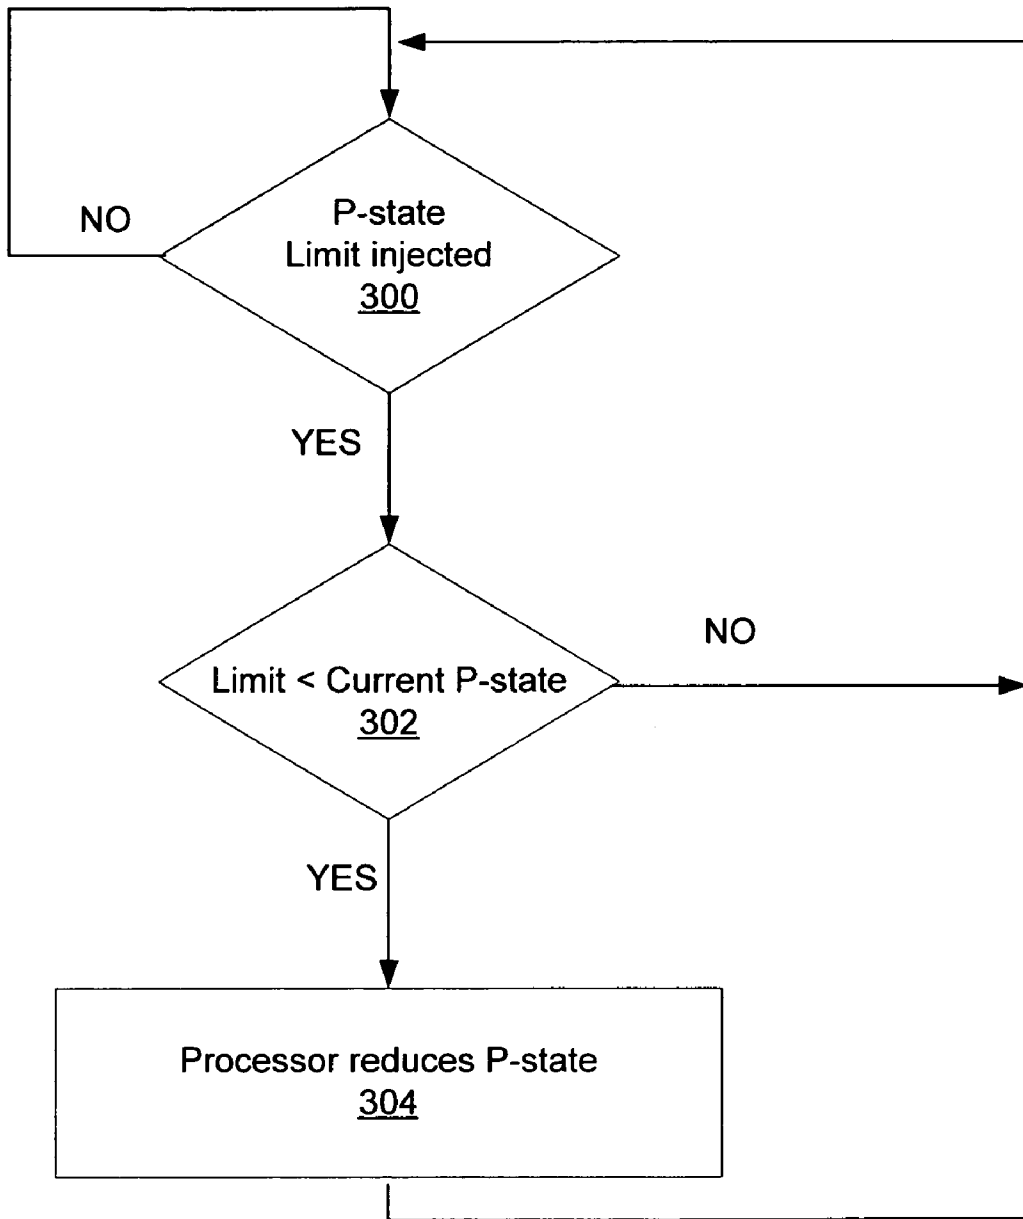 P-state
Limit injected
300
NO
YES
Limit < Current P-state
302
NO
YES
Processor reduces P-state
304